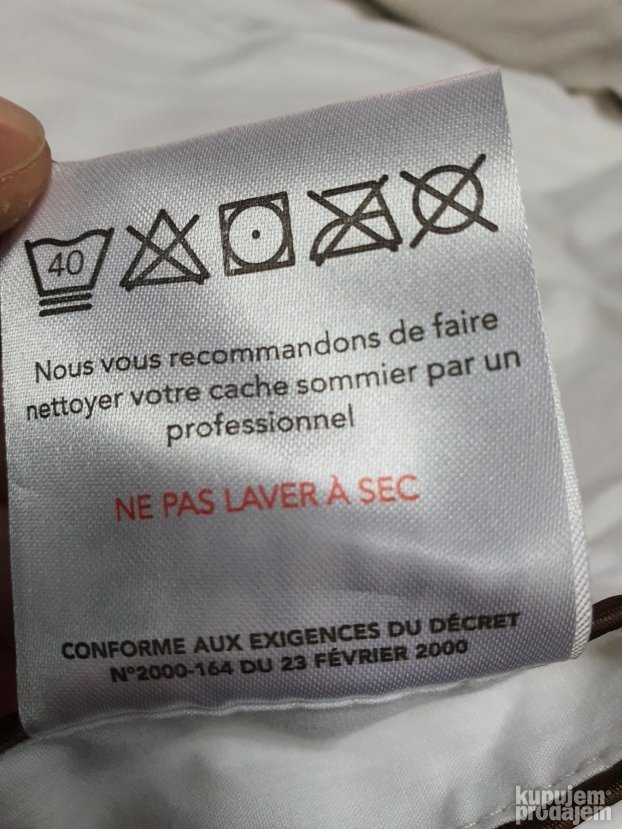 40
Nous vous recommandons de faire
nettoyer votre cache sommier par un
professionnel
NE PAS LAVER À SEC
CONFORME AUX EXIGENCES DU DÉCRET
N°2000-164 DU 23 FÉVRIER 2000
kupujem
prodajem